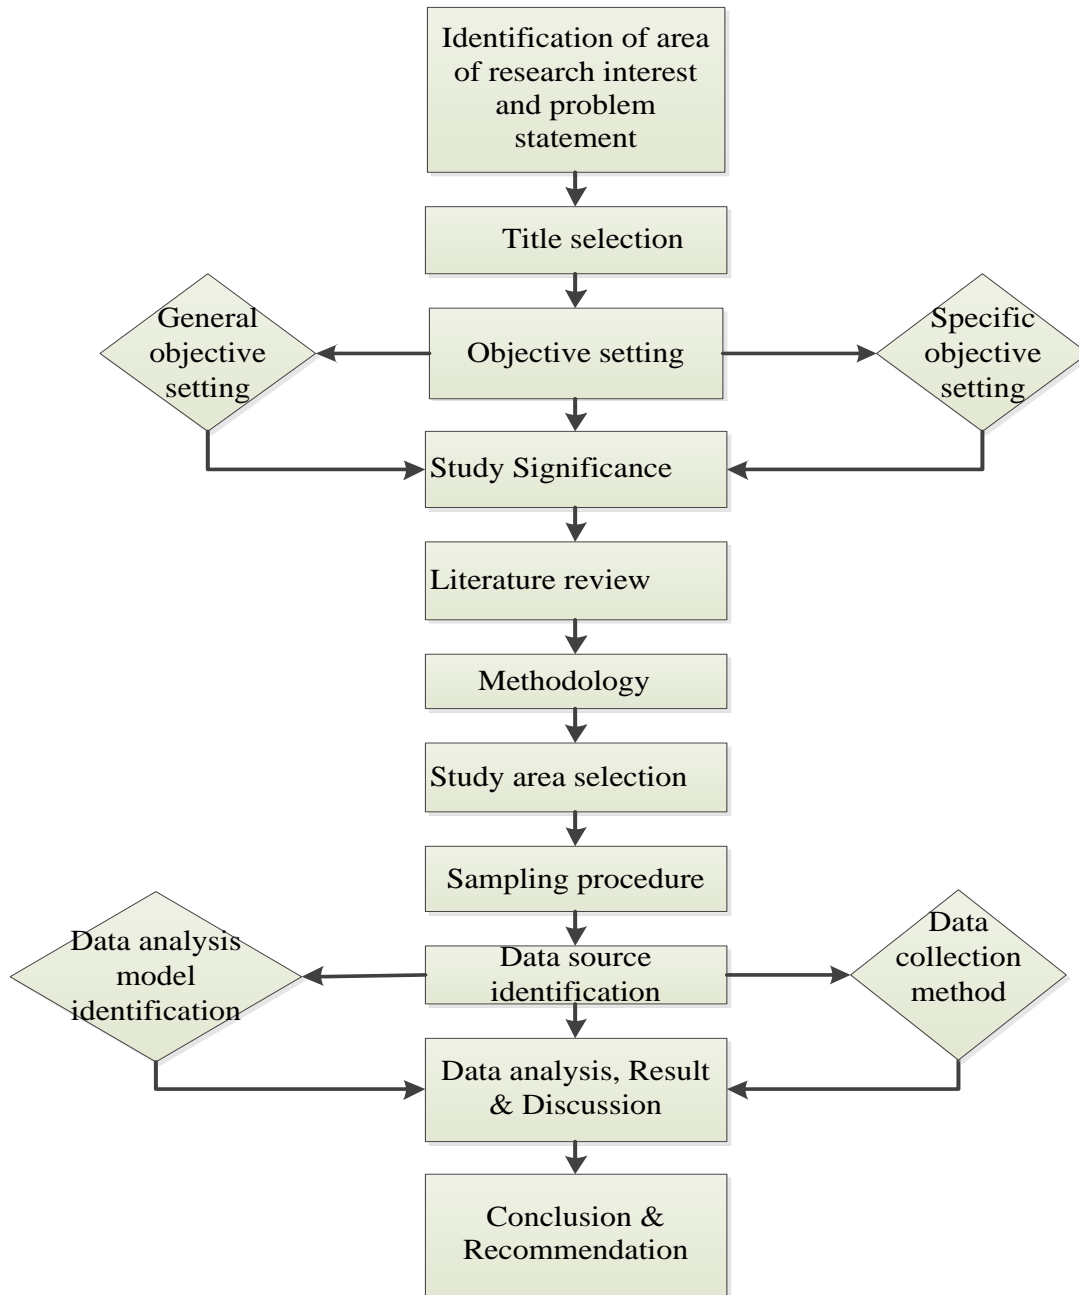 Identification of area
of research interest
and problem
statement
Title selection
General
objective
setting
Objective setting
Specific
objective
setting
Study Significance
Literature review
Methodology
Study area selection
Sampling procedure
Data analysis
model
identification
Data source
identification
Data
collection
method
Data analysis, Result
& Discussion
Conclusion &
Recommendation